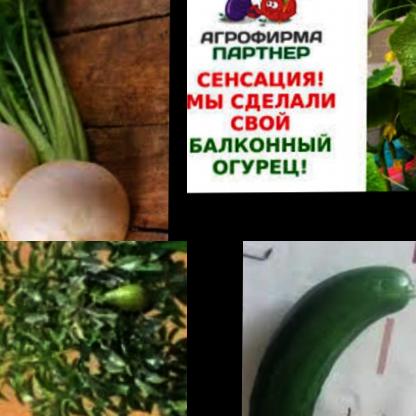 АГРОФИРМА
ПАРТНЕР
СЕНСАЦИЯ!
МЫ СДЕЛАЛИ
СВОЙ
БАЛКОННЫЙ
ОГУРЕЦ!